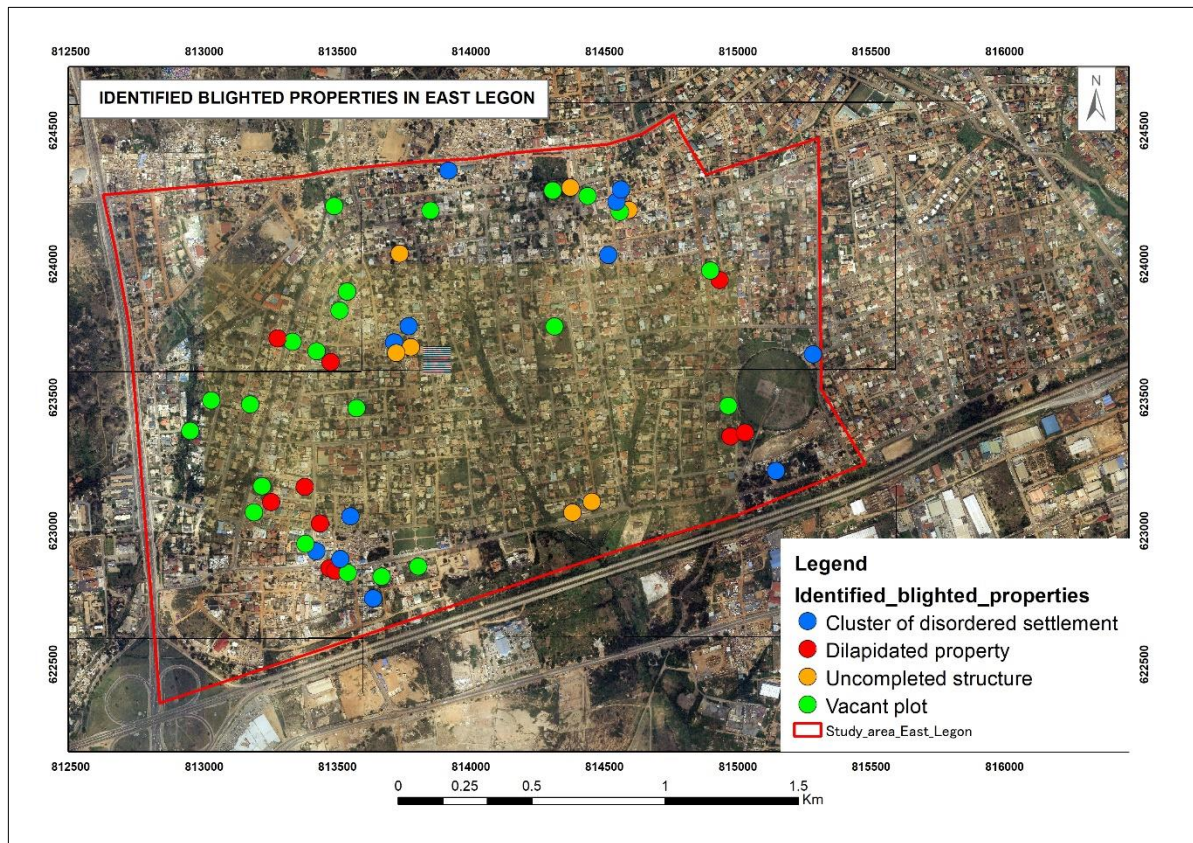 812500 813000 813500 814000 814500 815000 815500 816000
IDENTIFIED BLIGHTED PROPERTIES IN EAST LEGON
N
624500 624500
624000 624000
623500 623500
623000 623000
622500 622500
Legend
Identified_blighted_properties
Cluster of disordered settlement
Dilapidated property
Uncompleted structure
Vacant plot
Study_area_East_Legon
812500 813000 813500 814000 814500 815000 815500 816000
0 0.25 0.5 1 1.5
Km